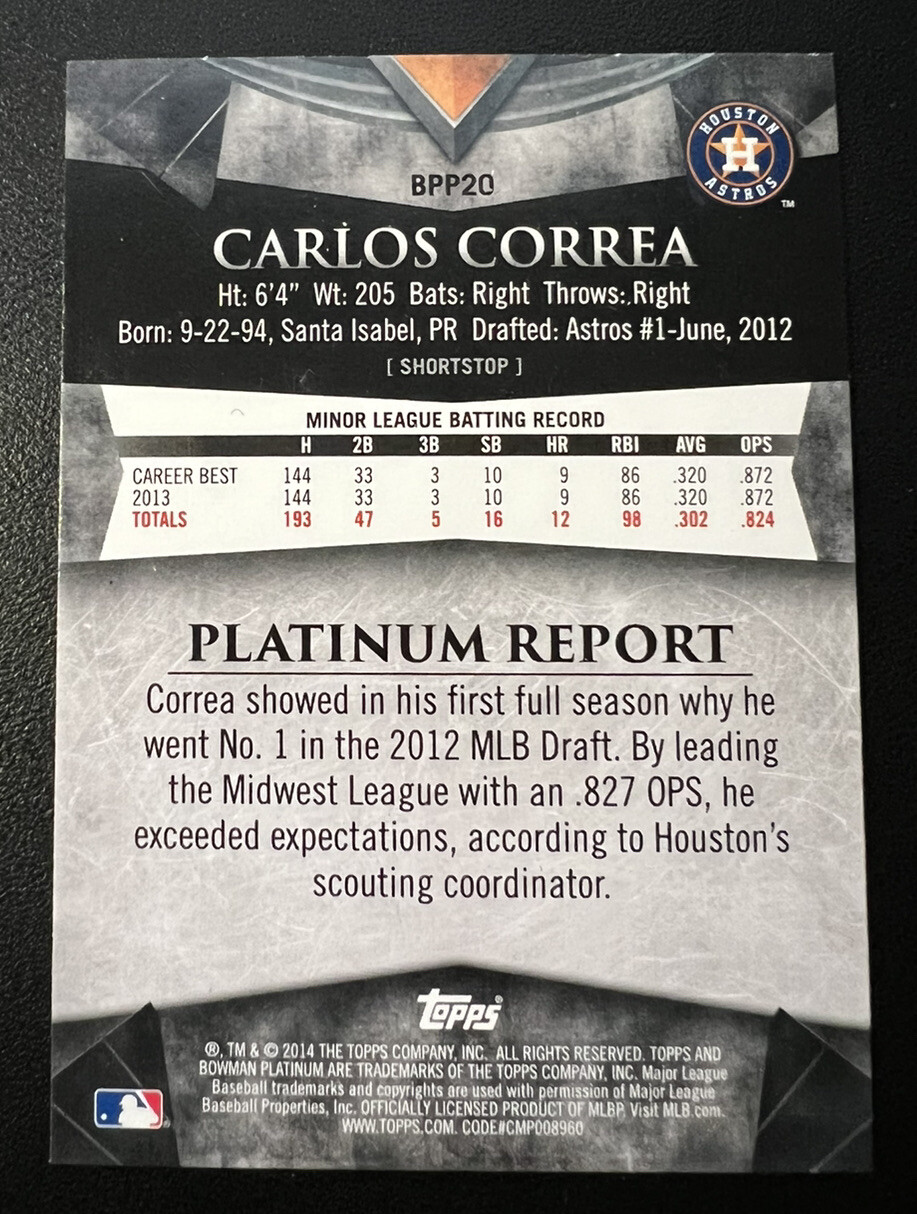 HOUSTON
ASTROS
TM
BPP20
CARLOS CORREA
Ht: 6'4” Wt: 205 Bats: Right Throws: Right
Born: 9-22-94, Santa Isabel, PR Drafted: Astros #1-June, 2012
[ SHORTSTOP ]
MINOR LEAGUE BATTING RECORD
H 2B 3B SB HR RBI AVG OPS
CAREER BEST 144 33 3 10 9 86 .320 .872
2013 144 33 3 10 9 86 .320 .872
TOTALS 193 47 5 16 12 98 .302 .824
PLATINUM REPORT
Correa showed in his first full season why he
went No. 1 in the 2012 MLB Draft. By leading
the Midwest League with an .827 OPS, he
exceeded expectations, according to Houston's
scouting coordinator.
Topps®
®, TM & © 2014 THE TOPPS COMPANY, INC. ALL RIGHTS RESERVED. TOPPS AND
BOWMAN PLATINUM ARE TRADEMARKS OF THE TOPPS COMPANY, INC. Major League
Baseball trademarks and copyrights are used with permission of Major League
Baseball Properties, Inc. OFFICIALLY LICENSED PRODUCT OF MLBP. Visit MLB.com.
WWW.TOPPS.COM. CODE#CMP008960